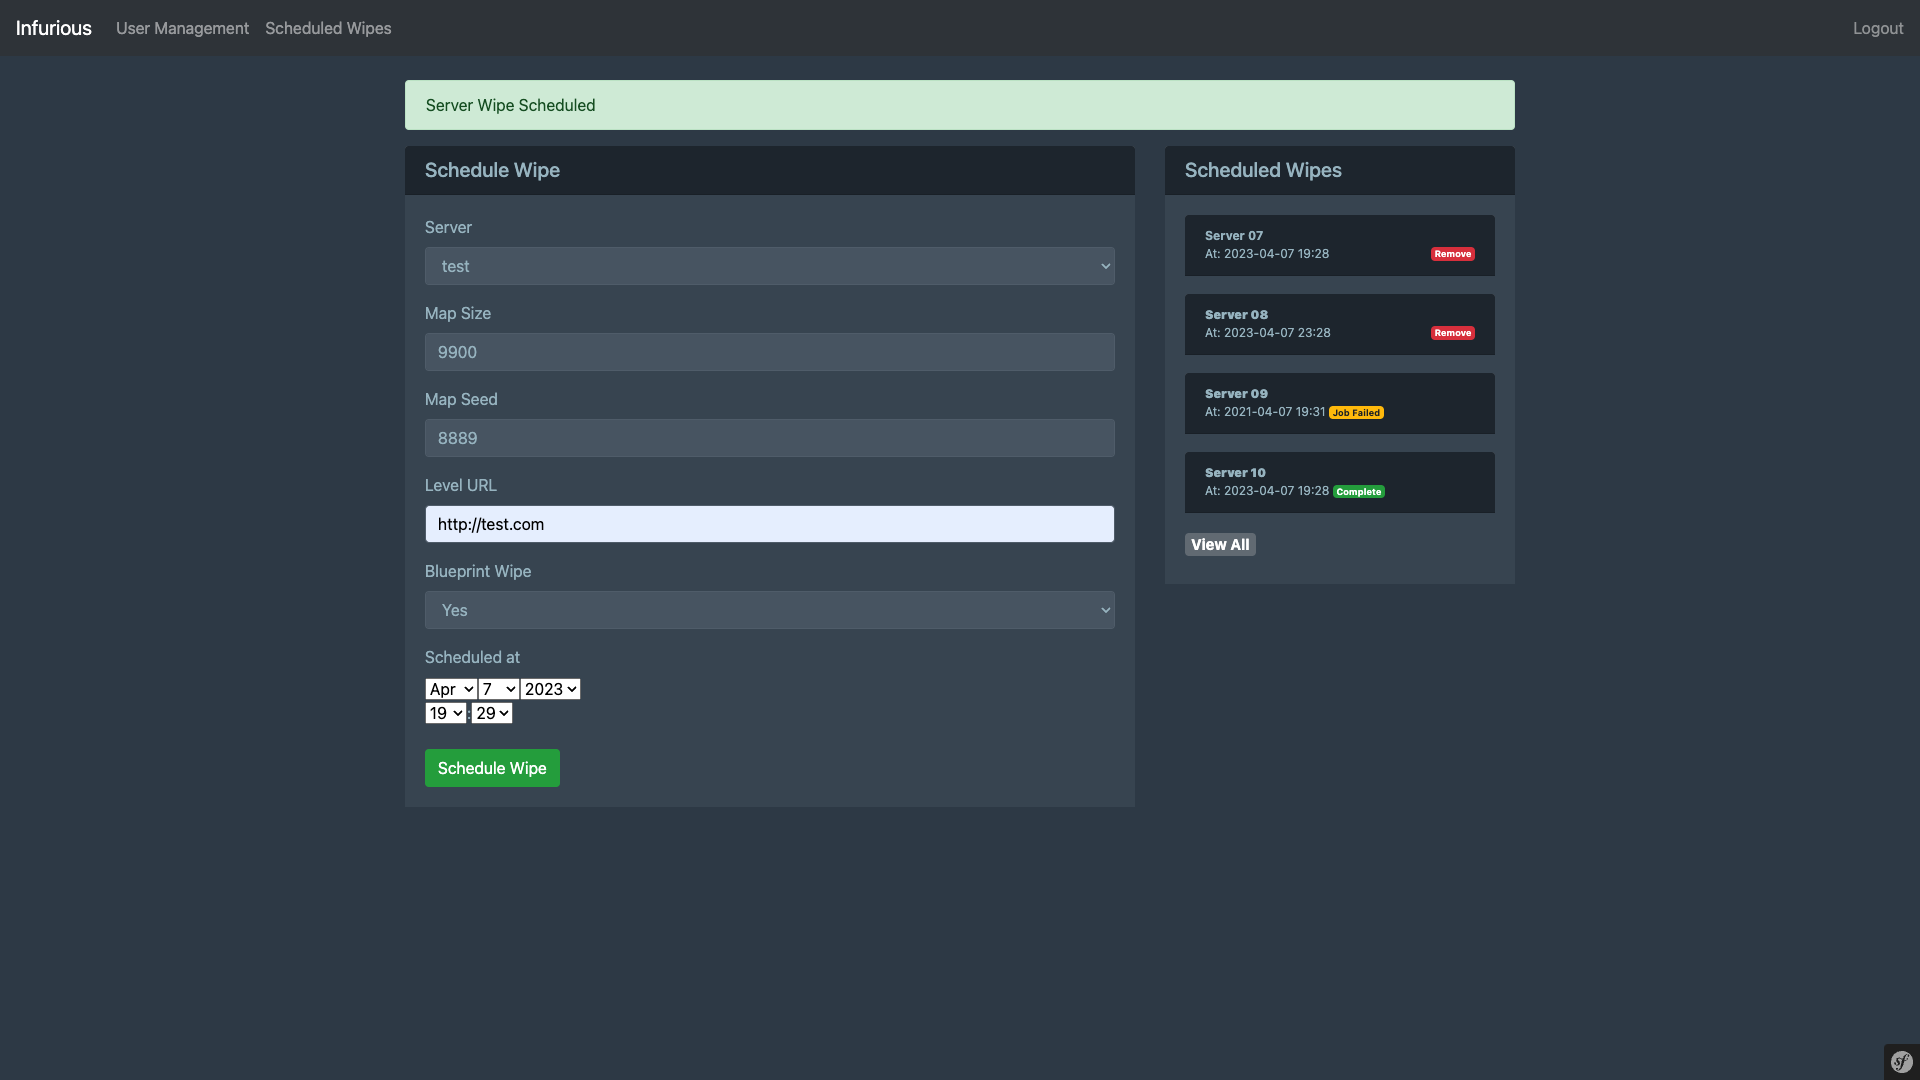 Infurious User Management Scheduled Wipes Logout
Server Wipe Scheduled
Schedule Wipe
Server
test
Map Size
9900
Map Seed
8889
Level URL
http://test.com
Blueprint Wipe
Yes
Scheduled at
Apr 7 2023
19 : 29
Schedule Wipe
Scheduled Wipes
Server 07
At: 2023-04-07 19:28 Remove
Server 08
At: 2023-04-07 23:28 Remove
Server 09
At: 2021-04-07 19:31 Job Failed
Server 10
At: 2023-04-07 19:28 Complete
View All
sf